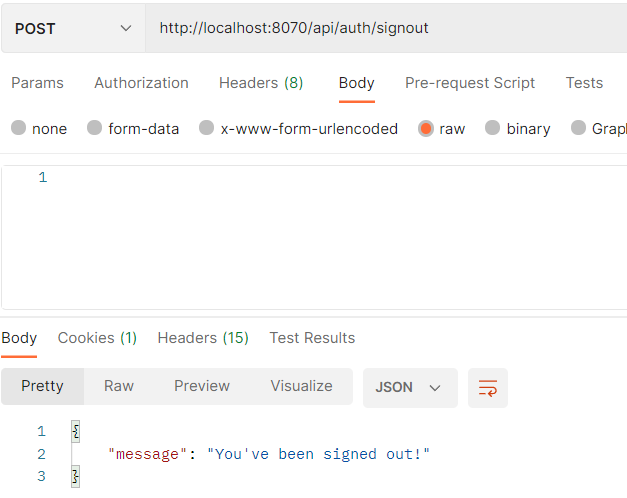 POST http://localhost:8070/api/auth/signout
Params Authorization Headers (8) Body Pre-request Script Tests
none form-data x-www-form-urlencoded raw binary Grap
1
Body Cookies (1) Headers (15) Test Results
Pretty Raw Preview Visualize JSON
1 {
2 "message": "You've been signed out!"
3 }